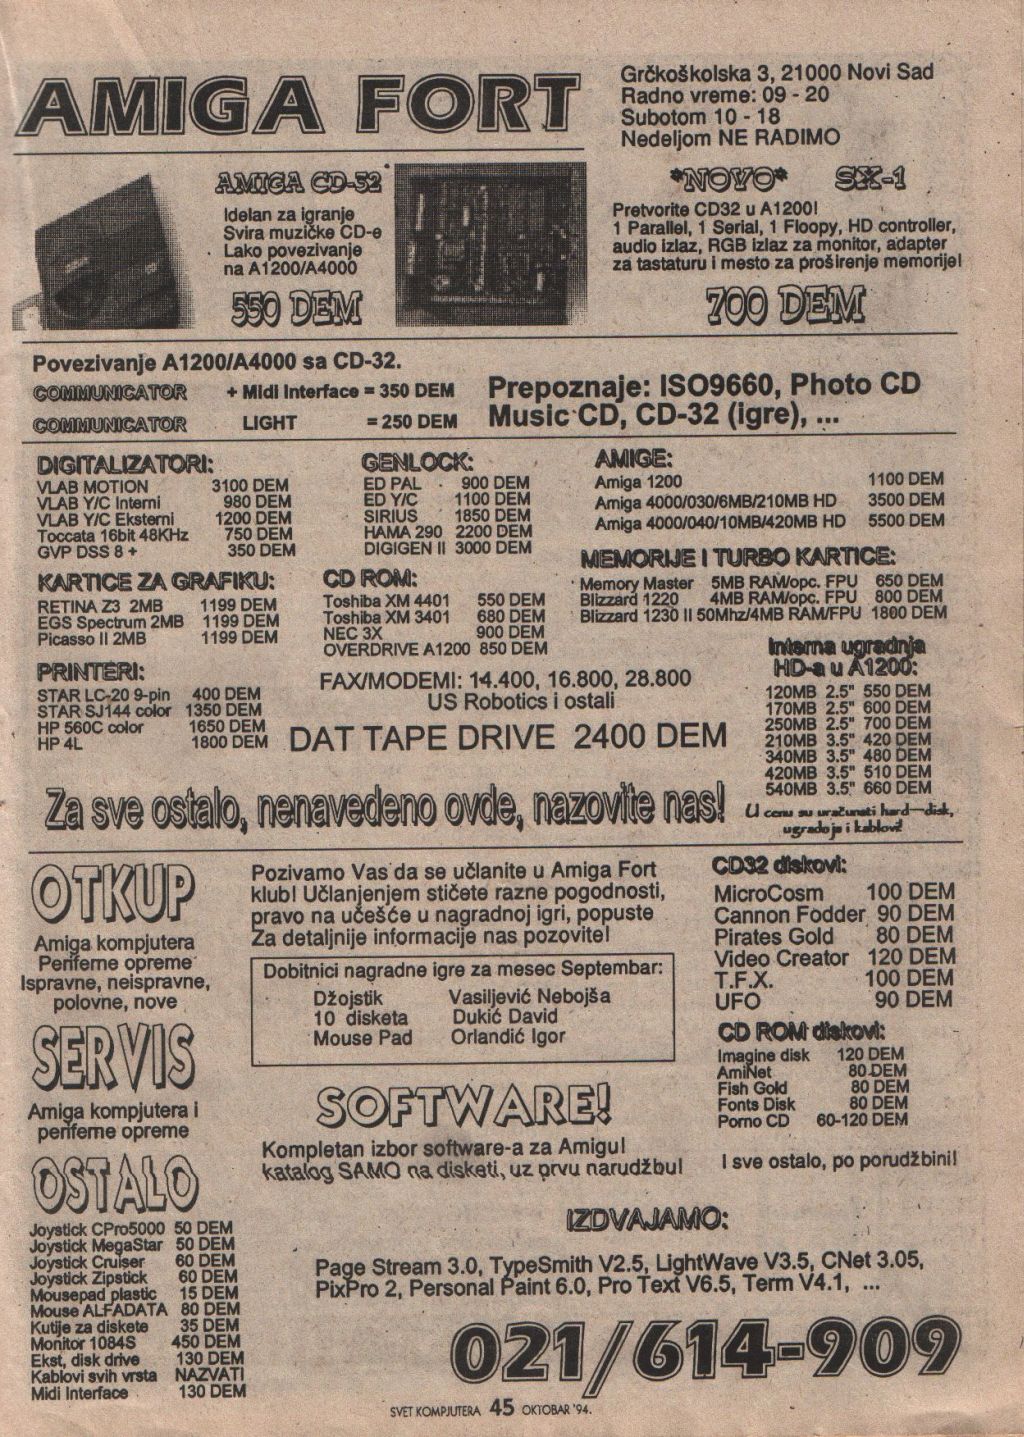 AMIGA FORT
Grčkoškolska 3, 21000 Novi Sad
Radno vreme: 09 - 20
Subotom 10 - 18
Nedeljom NE RADIMO
AMIGA CD-32
Idelan za igranje
Svira muzičke CD-e
Lako povezivanje
na A1200/A4000
550 DEM
*NOVO* SX-1
Pretvorite CD32 u A1200!
1 Parallel, 1 Serial, 1 Floopy, HD controller,
audio izlaz, RGB izlaz za monitor, adapter
za tastaturu i mesto za proširenje memorije!
700 DEM
Povezivanje A1200/A4000 sa CD-32.
COMMUNICATOR + Midi Interface = 350 DEM
COMMUNICATOR LIGHT = 250 DEM
Prepoznaje: ISO9660, Photo CD
Music CD, CD-32 (igre), ...
DIGITALIZATORI:
VLAB MOTION 3100 DEM
VLAB Y/C Interni 980 DEM
VLAB Y/C Eksterni 1200 DEM
Toccata 16bit 48KHz 750 DEM
GVP DSS 8 + 350 DEM
GENLOCK:
ED PAL 900 DEM
ED Y/C 1100 DEM
SIRIUS 1850 DEM
HAMA 290 2200 DEM
DIGIGEN II 3000 DEM
AMIGE:
Amiga 1200 1100 DEM
Amiga 4000/030/6MB/210MB HD 3500 DEM
Amiga 4000/040/10MB/420MB HD 5500 DEM
MEMORIJE I TURBO KARTICE:
Memory Master 5MB RAM/opc. FPU 650 DEM
Blizzard 1220 4MB RAM/opc. FPU 800 DEM
Blizzard 1230 II 50Mhz/4MB RAM/FPU 1800 DEM
KARTICE ZA GRAFIKU:
RETINA Z3 2MB 1199 DEM
EGS Spectrum 2MB 1199 DEM
Picasso II 2MB 1199 DEM
CD ROM:
Toshiba XM 4401 550 DEM
Toshiba XM 3401 680 DEM
NEC 3X 900 DEM
OVERDRIVE A1200 850 DEM
PRINTERI:
STAR LC-20 9-pin 400 DEM
STAR SJ144 color 1350 DEM
HP 560C color 1650 DEM
HP 4L 1800 DEM
FAX/MODEMI: 14.400, 16.800, 28.800
US Robotics i ostali
DAT TAPE DRIVE 2400 DEM
Interna ugradnja
HD-a u A1200:
120MB 2.5" 550 DEM
170MB 2.5" 600 DEM
250MB 2.5" 700 DEM
210MB 3.5" 420 DEM
340MB 3.5" 480 DEM
420MB 3.5" 510 DEM
540MB 3.5" 660 DEM
U cenu su uračunati hard-disk,
ugradnja i kablovi!
Za sve ostalo, nenavedeno ovde, nazovite nas!
OTKUP
Amiga kompjutera
Periferne opreme
Ispravne, neispravne,
polovne, nove
SERVIS
Amiga kompjutera i
periferne opreme
OSTALO
Joystick CPro5000 50 DEM
Joystick MegaStar 50 DEM
Joystick Cruiser 60 DEM
Joystick Zipstick 60 DEM
Mousepad plastic 15 DEM
Mouse ALFADATA 80 DEM
Kutije za diskete 35 DEM
Monitor 1084S 450 DEM
Ekst, disk drive 130 DEM
Kablovi svih vrsta NAZVATI
Midi Interface 130 DEM
Pozivamo Vas da se učlanite u Amiga Fort
klub! Učlanjenjem stičete razne pogodnosti,
pravo na učešće u nagradnoj igri, popuste
Za detaljnije informacije nas pozovite!
Dobitnici nagradne igre za mesec Septembar:
Džojstik Vasiljević Nebojša
10 disketa Dukić David
Mouse Pad Orlandić Igor
SOFTWARE!
Kompletan izbor software-a za Amigu!
katalog SAMO na disketi, uz prvu narudžbu!
CD32 diskovi:
MicroCosm 100 DEM
Cannon Fodder 90 DEM
Pirates Gold 80 DEM
Video Creator 120 DEM
T.F.X. 100 DEM
UFO 90 DEM
CD ROM diskovi:
Imagine disk 120 DEM
AmiNet 80 DEM
Fish Gold 80 DEM
Fonts Disk 80 DEM
Porno CD 60-120 DEM
I sve ostalo, po porudžbini!
IZDVAJAMO:
Page Stream 3.0, TypeSmith V2.5, LightWave V3.5, CNet 3.05,
PixPro 2, Personal Paint 6.0, Pro Text V6.5, Term V4.1, ...
021/614-909
SVET KOMPJUTERA 45 OKTOBAR '94.